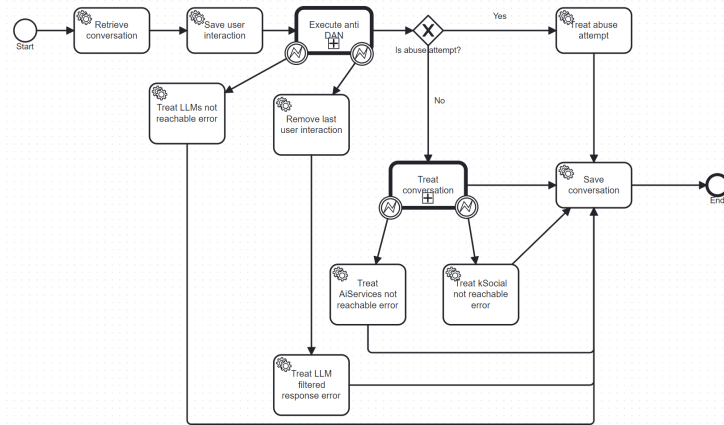 Start
Retrieve
conversation
Save user
interaction
Execute anti
DAN
Is abuse attempt?
Yes
Treat abuse
attempt
Treat LLMs not
reachable error
Remove last
user interaction
No
Treat
conversation
Save
conversation
End
Treat
AiServices not
reachable error
Treat kSocial
not reachable
error
Treat LLM
filtered
response error